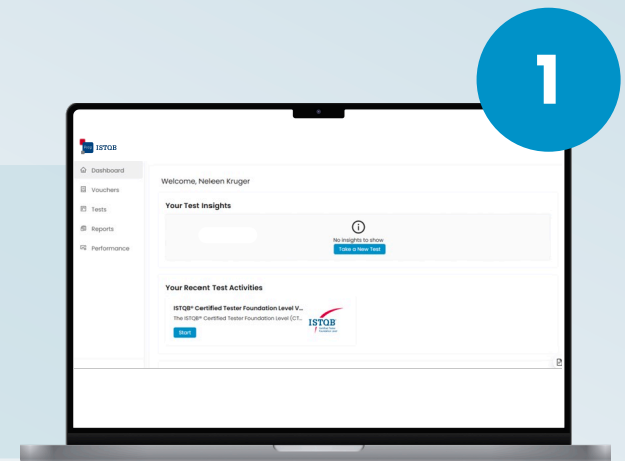 1
ISTQB
Dashboard
Vouchers
Tests
Reports
Performance
Welcome, Neleen Kruger
Your Test Insights
No insights to show
Take a New Test
Your Recent Test Activities
ISTQB® Certified Tester Foundation Level V...
The ISTQB® Certified Tester Foundation Level (CT...
Start
ISTQB